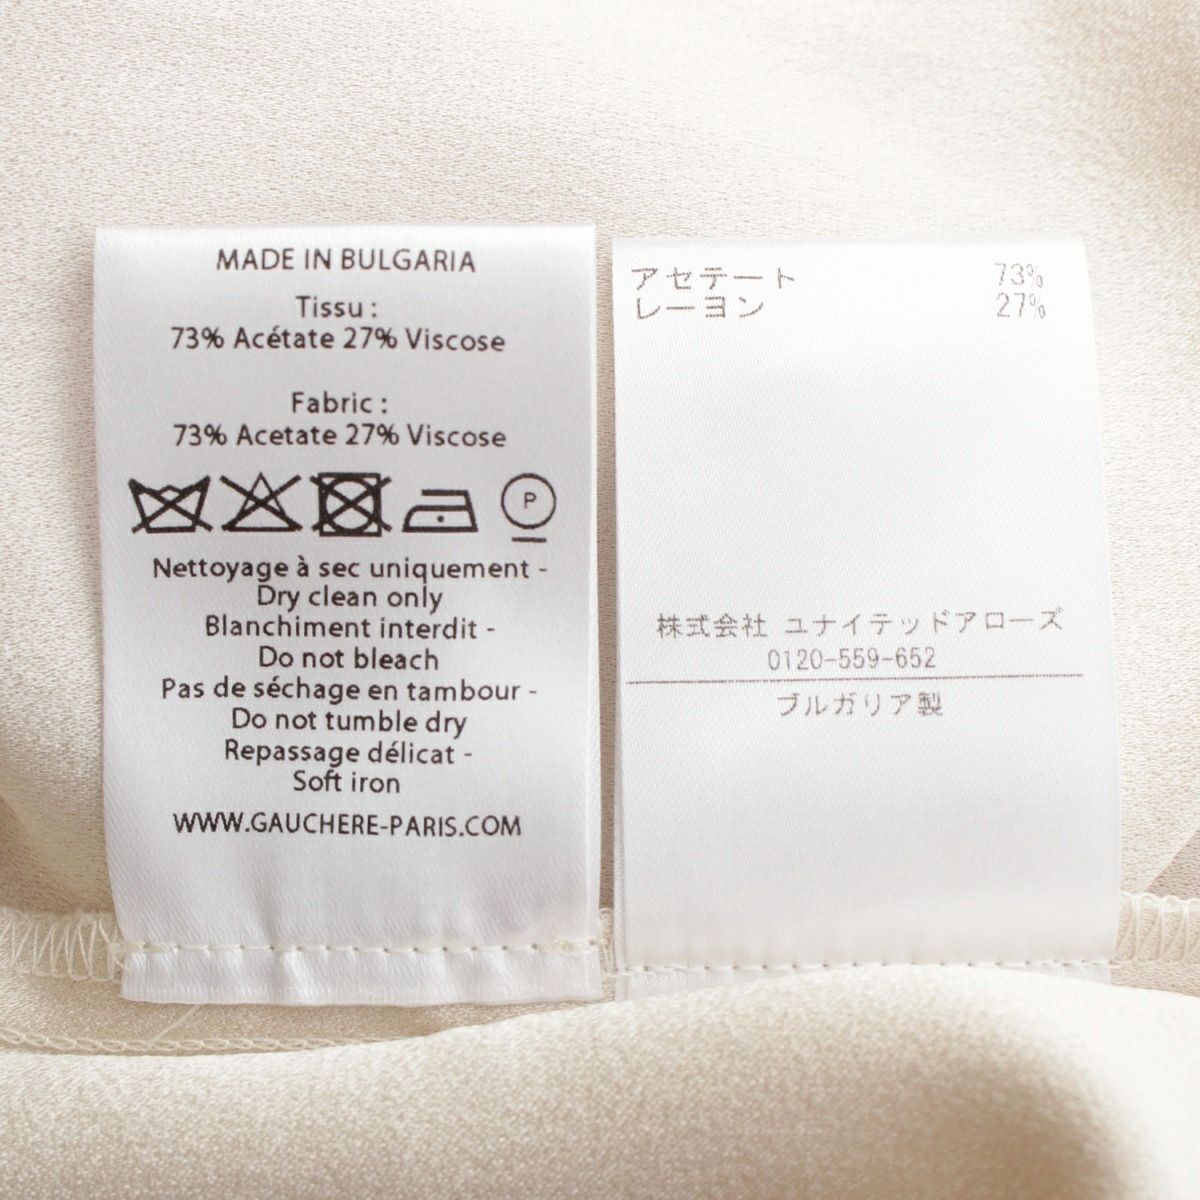 MADE IN BULGARIA
Tissu :
73% Acétate 27% Viscose
Fabric :
73% Acetate 27% Viscose
P
Nettoyage à sec uniquement -
Dry clean only
Blanchiment interdit -
Do not bleach
Pas de séchage en tambour -
Do not tumble dry
Repassage délicat -
Soft iron
WWW.GAUCHERE-PARIS.COM
アセテート 73%
レーヨン 27%
株式会社 ユナイテッドアローズ
0120-559-652
ブルガリア製